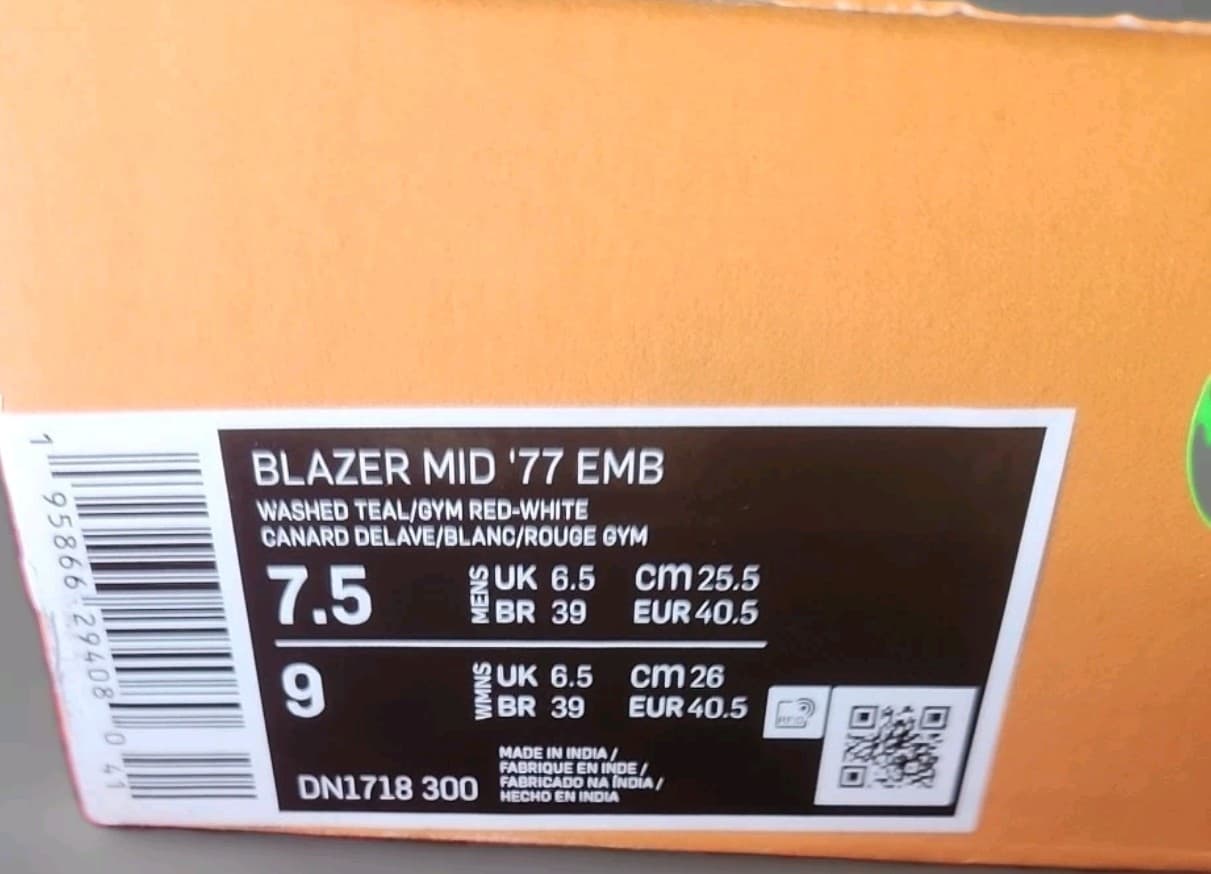 BLAZER MID '77 EMB
WASHED TEAL/GYM RED-WHITE
CANARD DELAVE/BLANC/ROUGE GYM
7.5 MENS UK 6.5 cm 25.5
BR 39 EUR 40.5
9 WMNS UK 6.5 cm 26
BR 39 EUR 40.5
MADE IN INDIA /
FABRIQUE EN INDE /
FABRICADO NA ÍNDIA /
HECHO EN INDIA
DN1718 300
RFID
1 95866 29408 0 41